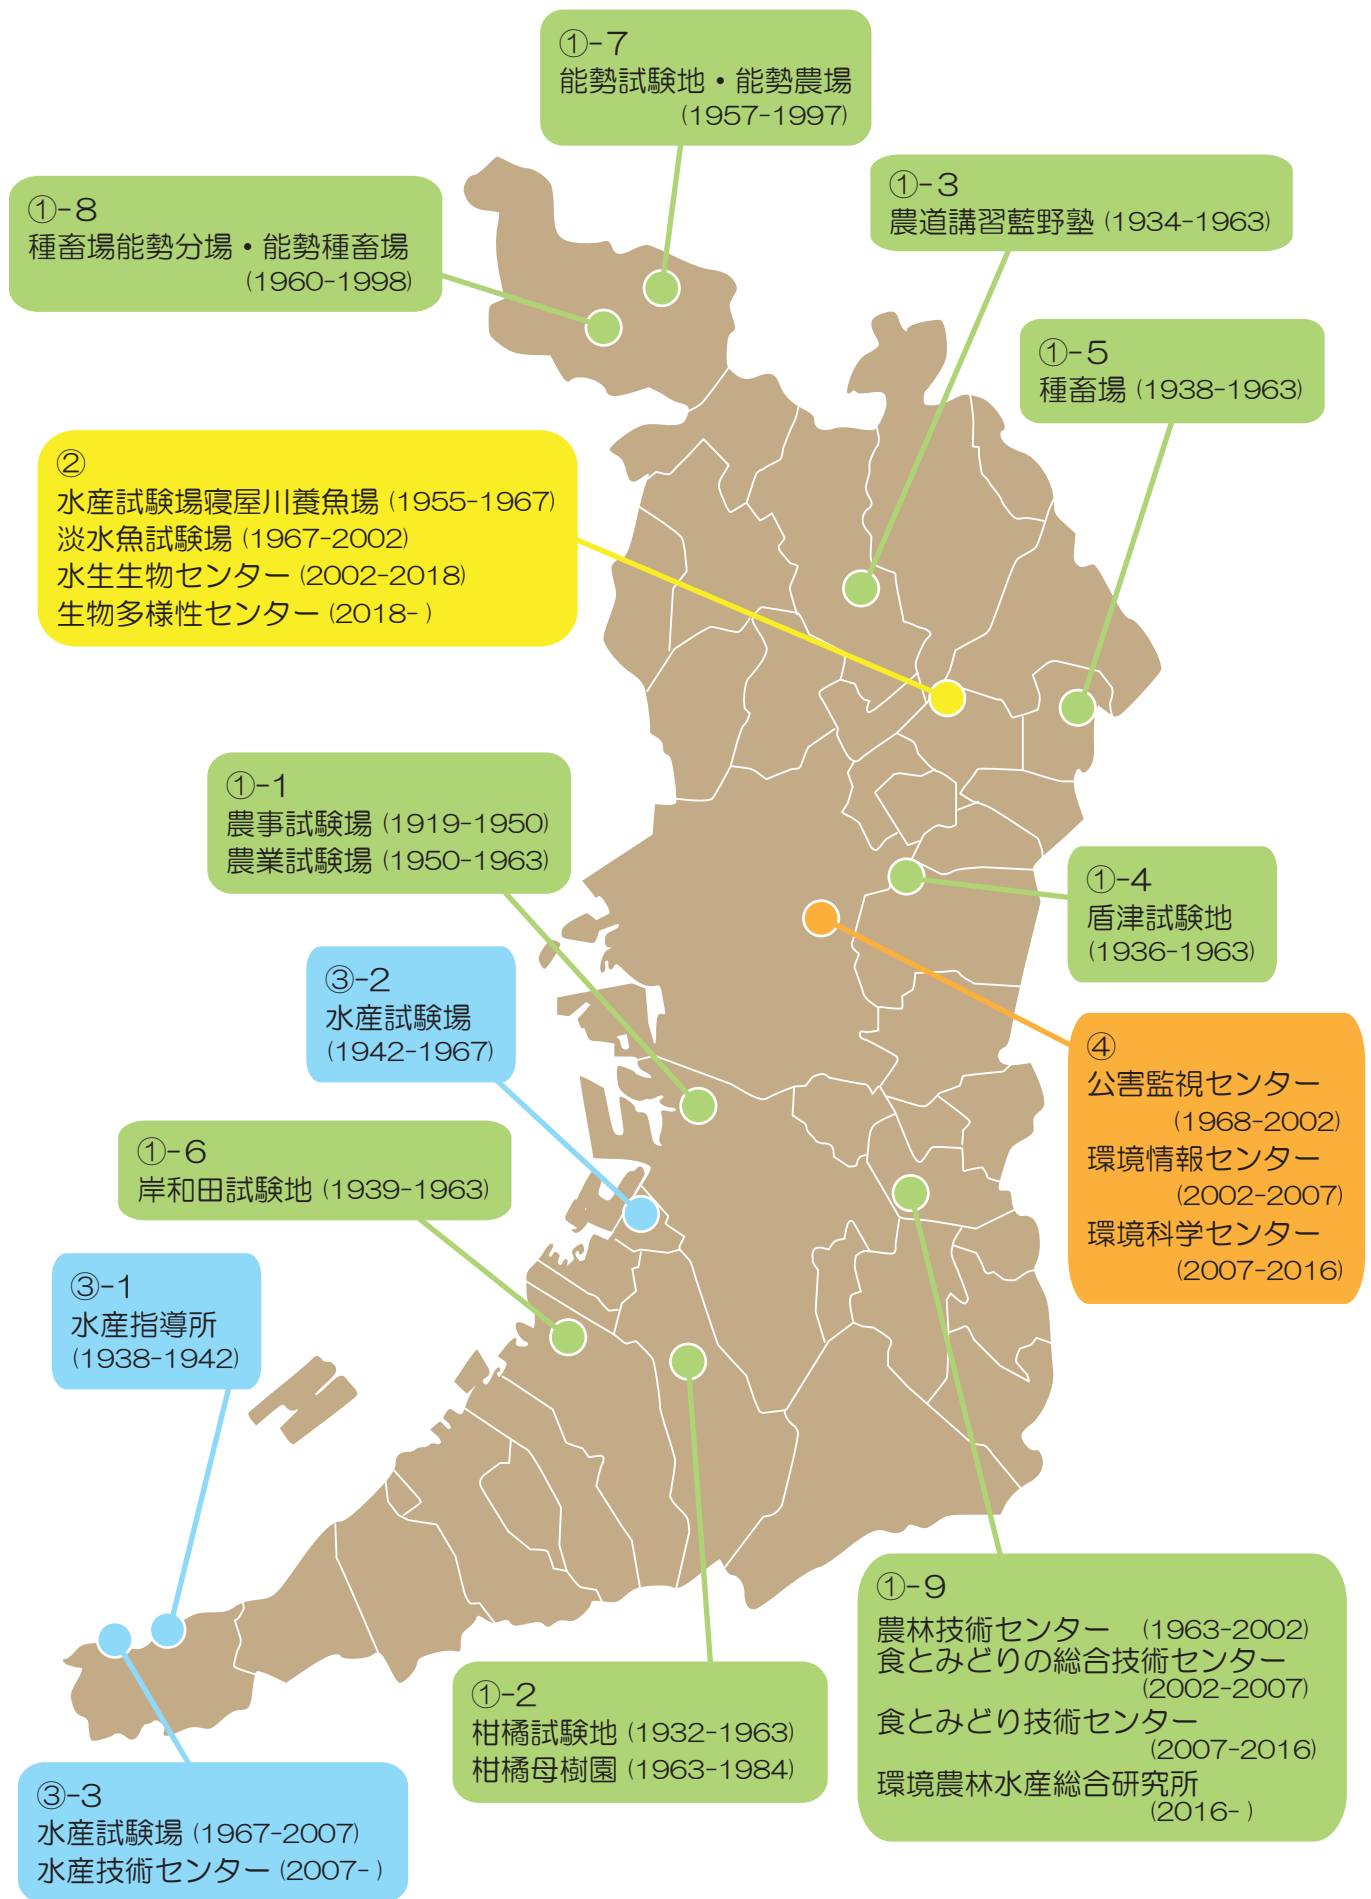 ①-7
能勢試験地・能勢農場
(1957-1997)
①-3
農道講習藍野塾 (1934-1963)
①-8
種畜場能勢分場・能勢種畜場
(1960-1998)
①-5
種畜場 (1938-1963)
②
水産試験場寝屋川養魚場 (1955-1967)
淡水魚試験場 (1967-2002)
水生生物センター (2002-2018)
生物多様性センター (2018- )
①-1
農事試験場 (1919-1950)
農業試験場 (1950-1963)
①-4
盾津試験地
(1936-1963)
③-2
水産試験場
(1942-1967)
④
公害監視センター
(1968-2002)
環境情報センター
(2002-2007)
環境科学センター
(2007-2016)
①-6
岸和田試験地 (1939-1963)
③-1
水産指導所
(1938-1942)
①-9
農林技術センター (1963-2002)
食とみどりの総合技術センター
(2002-2007)
食とみどり技術センター
(2007-2016)
環境農林水産総合研究所
(2016- )
①-2
柑橘試験地 (1932-1963)
柑橘母樹園 (1963-1984)
③-3
水産試験場 (1967-2007)
水産技術センター (2007- )